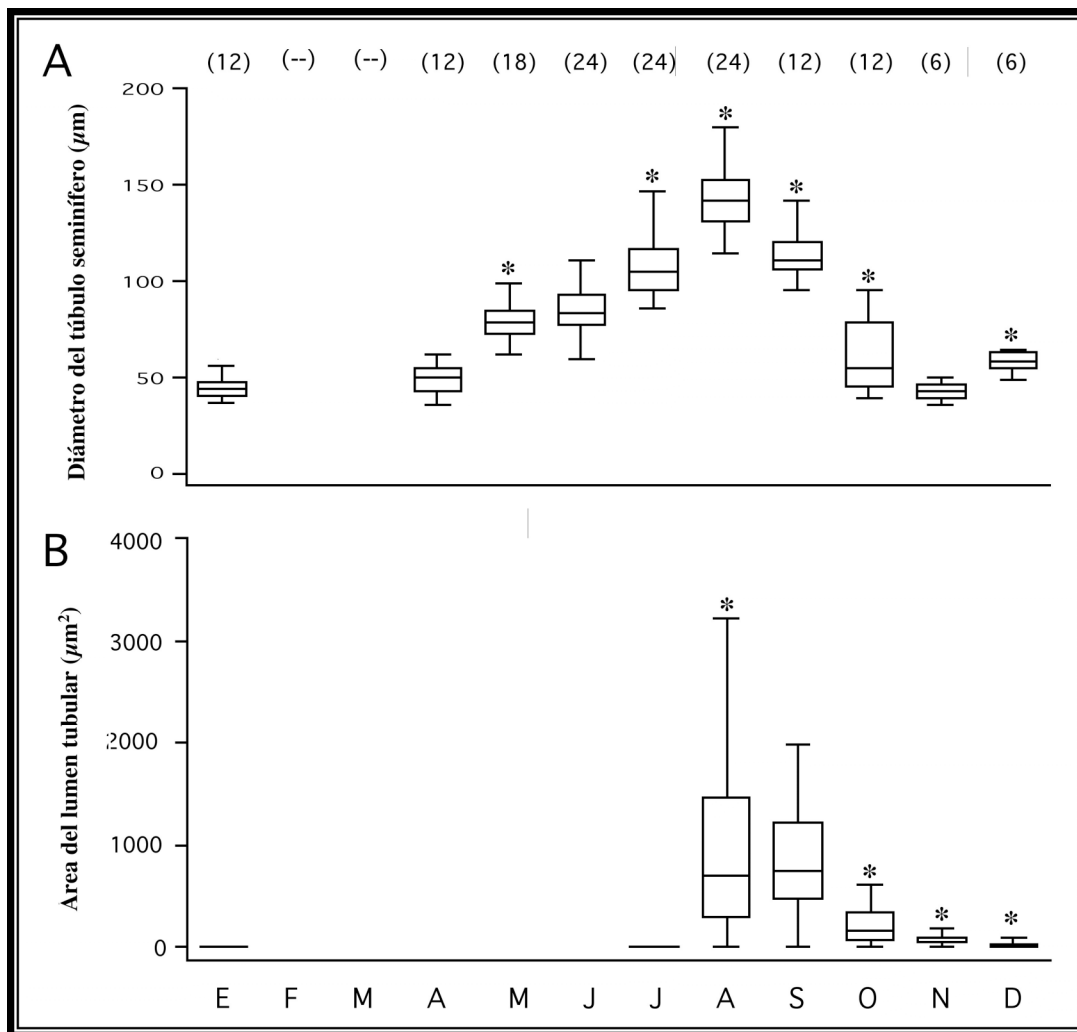 A
(12) (--) (--) (12) (18) (24) (24) (24) (12) (12) (6) (6)
Diámetro del túbulo seminífero (µm)
200
150
100
50
0
* * * * * *
B
Area del lumen tubular (µm²)
4000
3000
2000
1000
0
* * * *
E F M A M J J A S O N D